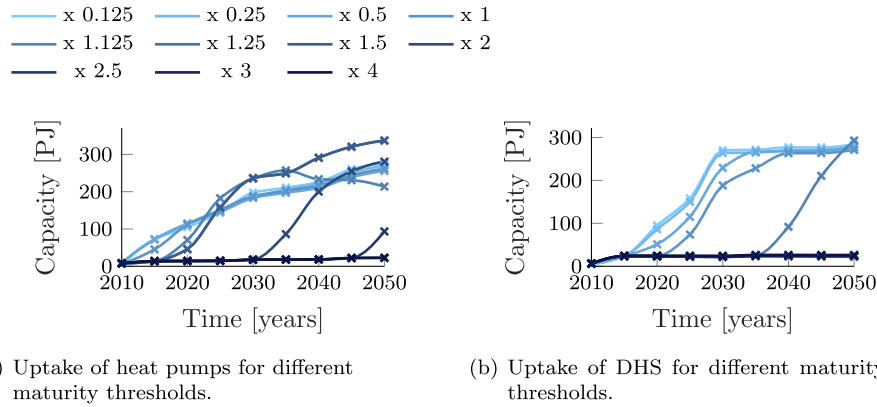 x 0.125 x 0.25 x 0.5 x 1
x 1.125 x 1.25 x 1.5 x 2
x 2.5 x 3 x 4
Capacity [PJ]
300
200
100
0
2010 2020 2030 2040 2050
Time [years]
) Uptake of heat pumps for different
maturity thresholds.
Capacity [PJ]
300
200
100
0
2010 2020 2030 2040 2050
Time [years]
(b) Uptake of DHS for different maturity
thresholds.